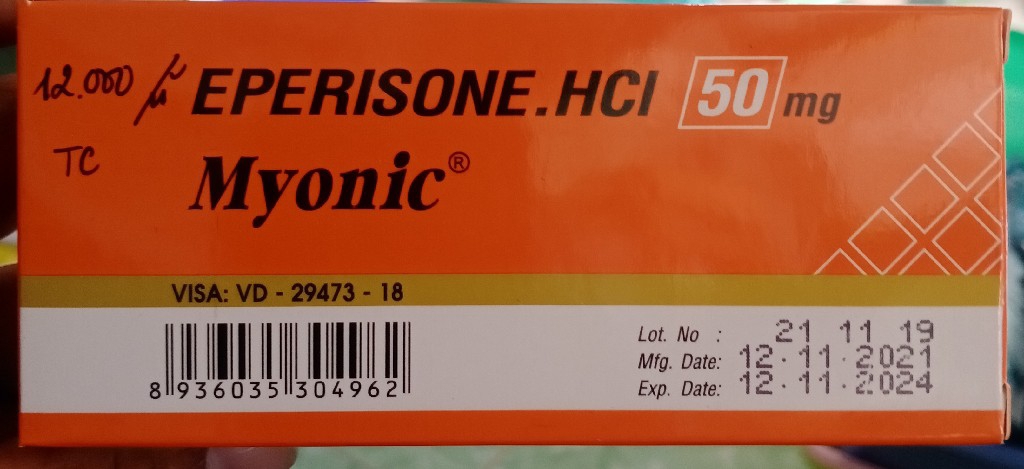 12.000
TC
EPERISONE.HCl 50 mg
Myonic®
VISA: VD - 29473 - 18
8 936035 304962
Lot. No : 21 11 19
Mfg. Date: 12·11·2021
Exp. Date: 12·11·2024